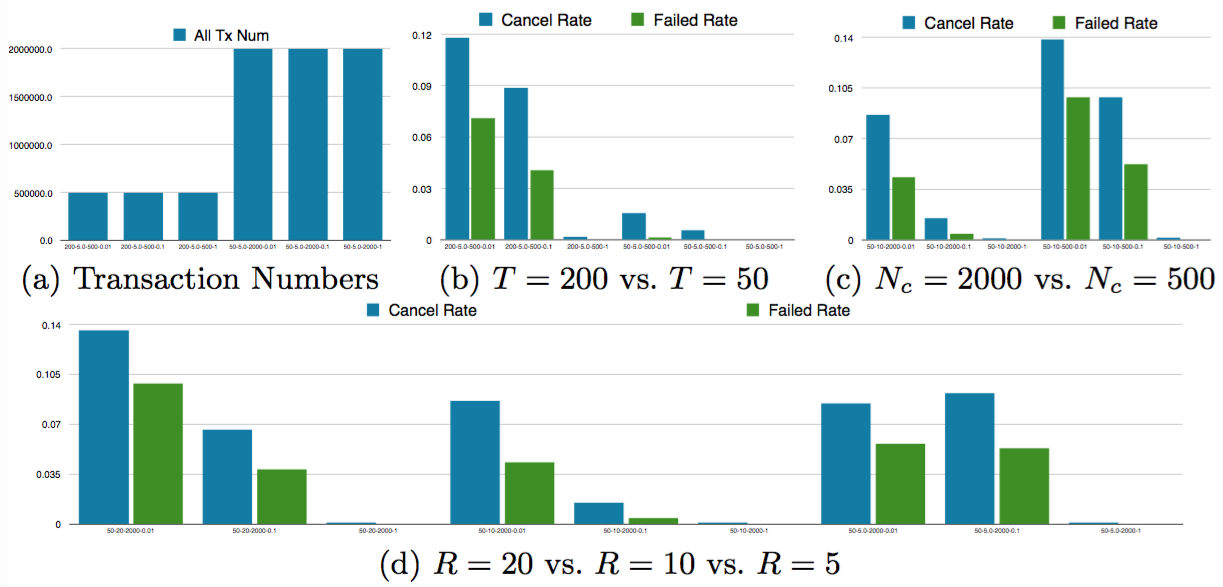 All Tx Num
2000000.0
1500000.0
1000000.0
500000.0
0.0
200-5.0-500-0.01 200-5.0-500-0.1 200-5.0-500-1 50-5.0-2000-0.01 50-5.0-2000-0.1 50-5.0-2000-1
(a) Transaction Numbers
Cancel Rate Failed Rate
0.12
0.09
0.06
0.03
0
200-5.0-500-0.01 200-5.0-500-0.1 200-5.0-500-1 50-5.0-500-0.01 50-5.0-500-0.1 50-5.0-500-1
(b) T = 200 vs. T = 50
Cancel Rate Failed Rate
0.14
0.105
0.07
0.035
0
50-10-2000-0.01 50-10-2000-0.1 50-10-2000-1 50-10-500-0.01 50-10-500-0.1 50-10-500-1
(c) N_c = 2000 vs. N_c = 500
Cancel Rate Failed Rate
0.14
0.105
0.07
0.035
0
50-20-2000-0.01 50-20-2000-0.1 50-20-2000-1 50-10-2000-0.01 50-10-2000-0.1 50-10-2000-1 50-5.0-2000-0.01 50-5.0-2000-0.1 50-5.0-2000-1
(d) R = 20 vs. R = 10 vs. R = 5